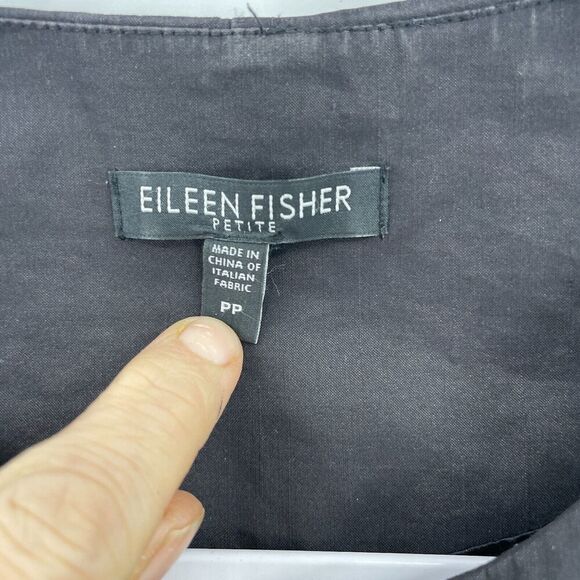 EILEEN FISHER
PETITE
MADE IN
CHINA OF
ITALIAN
FABRIC
PP